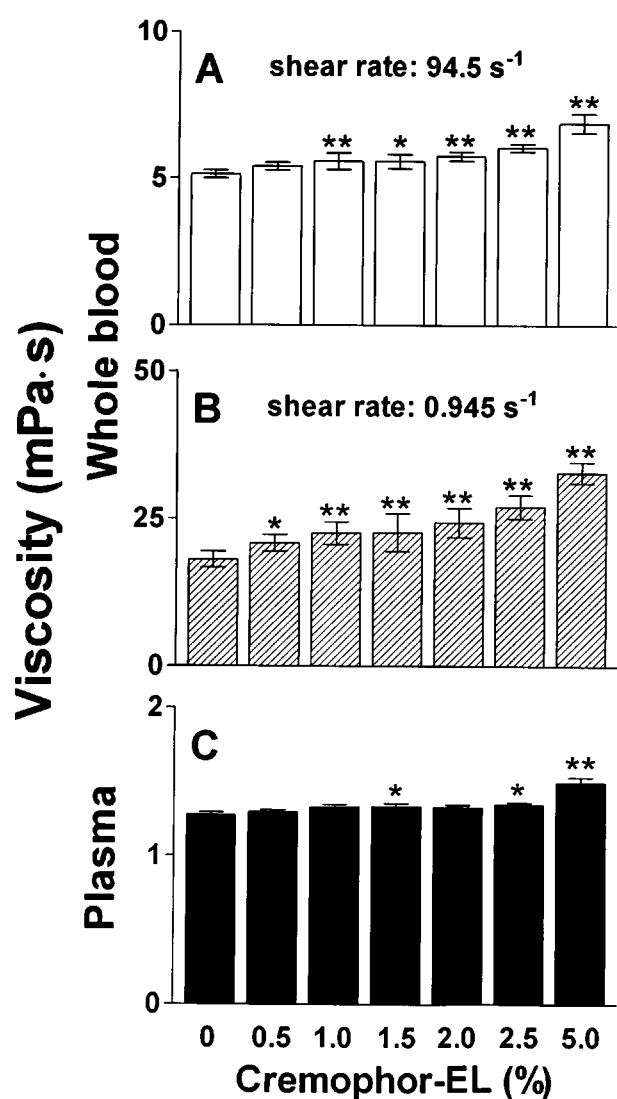 Viscosity (mPa·s)
Whole blood
Plasma
10
5
0
A
shear rate: 94.5 s⁻¹
** * ** ** **
50
25
0
B
shear rate: 0.945 s⁻¹
* ** ** ** ** **
2
1
0
C
* * **
0 0.5 1.0 1.5 2.0 2.5 5.0
Cremophor-EL (%)